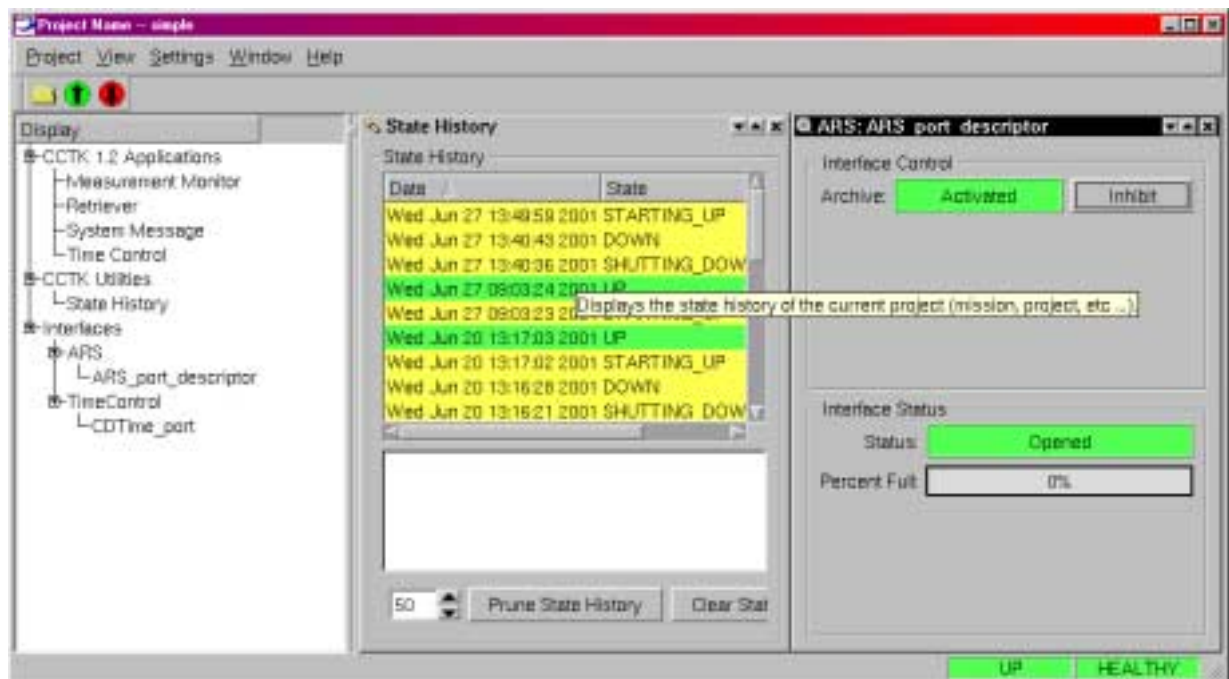 Project Name -- simple
Project View Settings Window Help
Display
CCTK 1.2 Applications
Measurement Monitor
Retriever
System Message
Time Control
CCTK Utilities
State History
Interfaces
ARS
ARS_port_descriptor
TimeControl
CDTime_port
State History
State History
Date State
Wed Jun 27 13:49:59 2001 STARTING_UP
Wed Jun 27 13:40:43 2001 DOWN
Wed Jun 27 13:40:36 2001 SHUTTING_DOW
Wed Jun 27 09:03:24 2001 UP
Wed Jun 27 09:03:23
Displays the state history of the current project (mission, project, etc ...).
Wed Jun 20 13:17:03 2001 UP
Wed Jun 20 13:17:02 2001 STARTING_UP
Wed Jun 20 13:16:28 2001 DOWN
Wed Jun 20 13:16:21 2001 SHUTTING_DOW
50 Prune State History Clear Stat
ARS: ARS_port_descriptor
Interface Control
Archive: Activated Inhibit
Interface Status
Status: Opened
Percent Full: 0%
UP HEALTHY